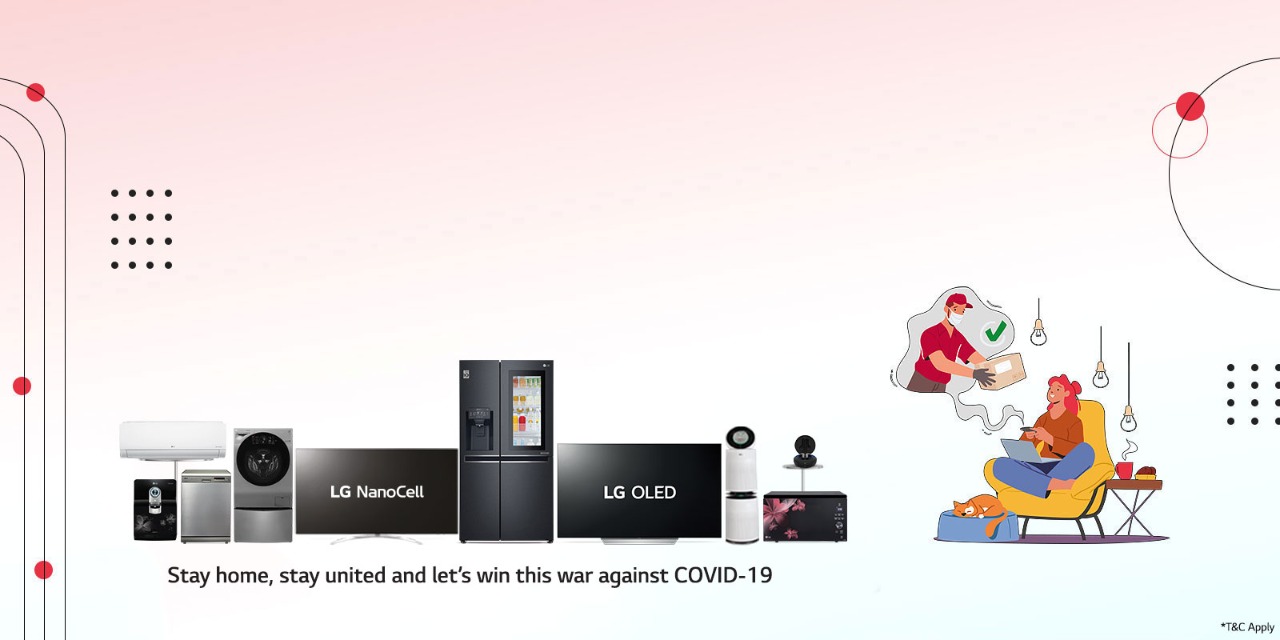 LG NanoCell
LG OLED
Stay home, stay united and let's win this war against COVID-19
*T&C Apply